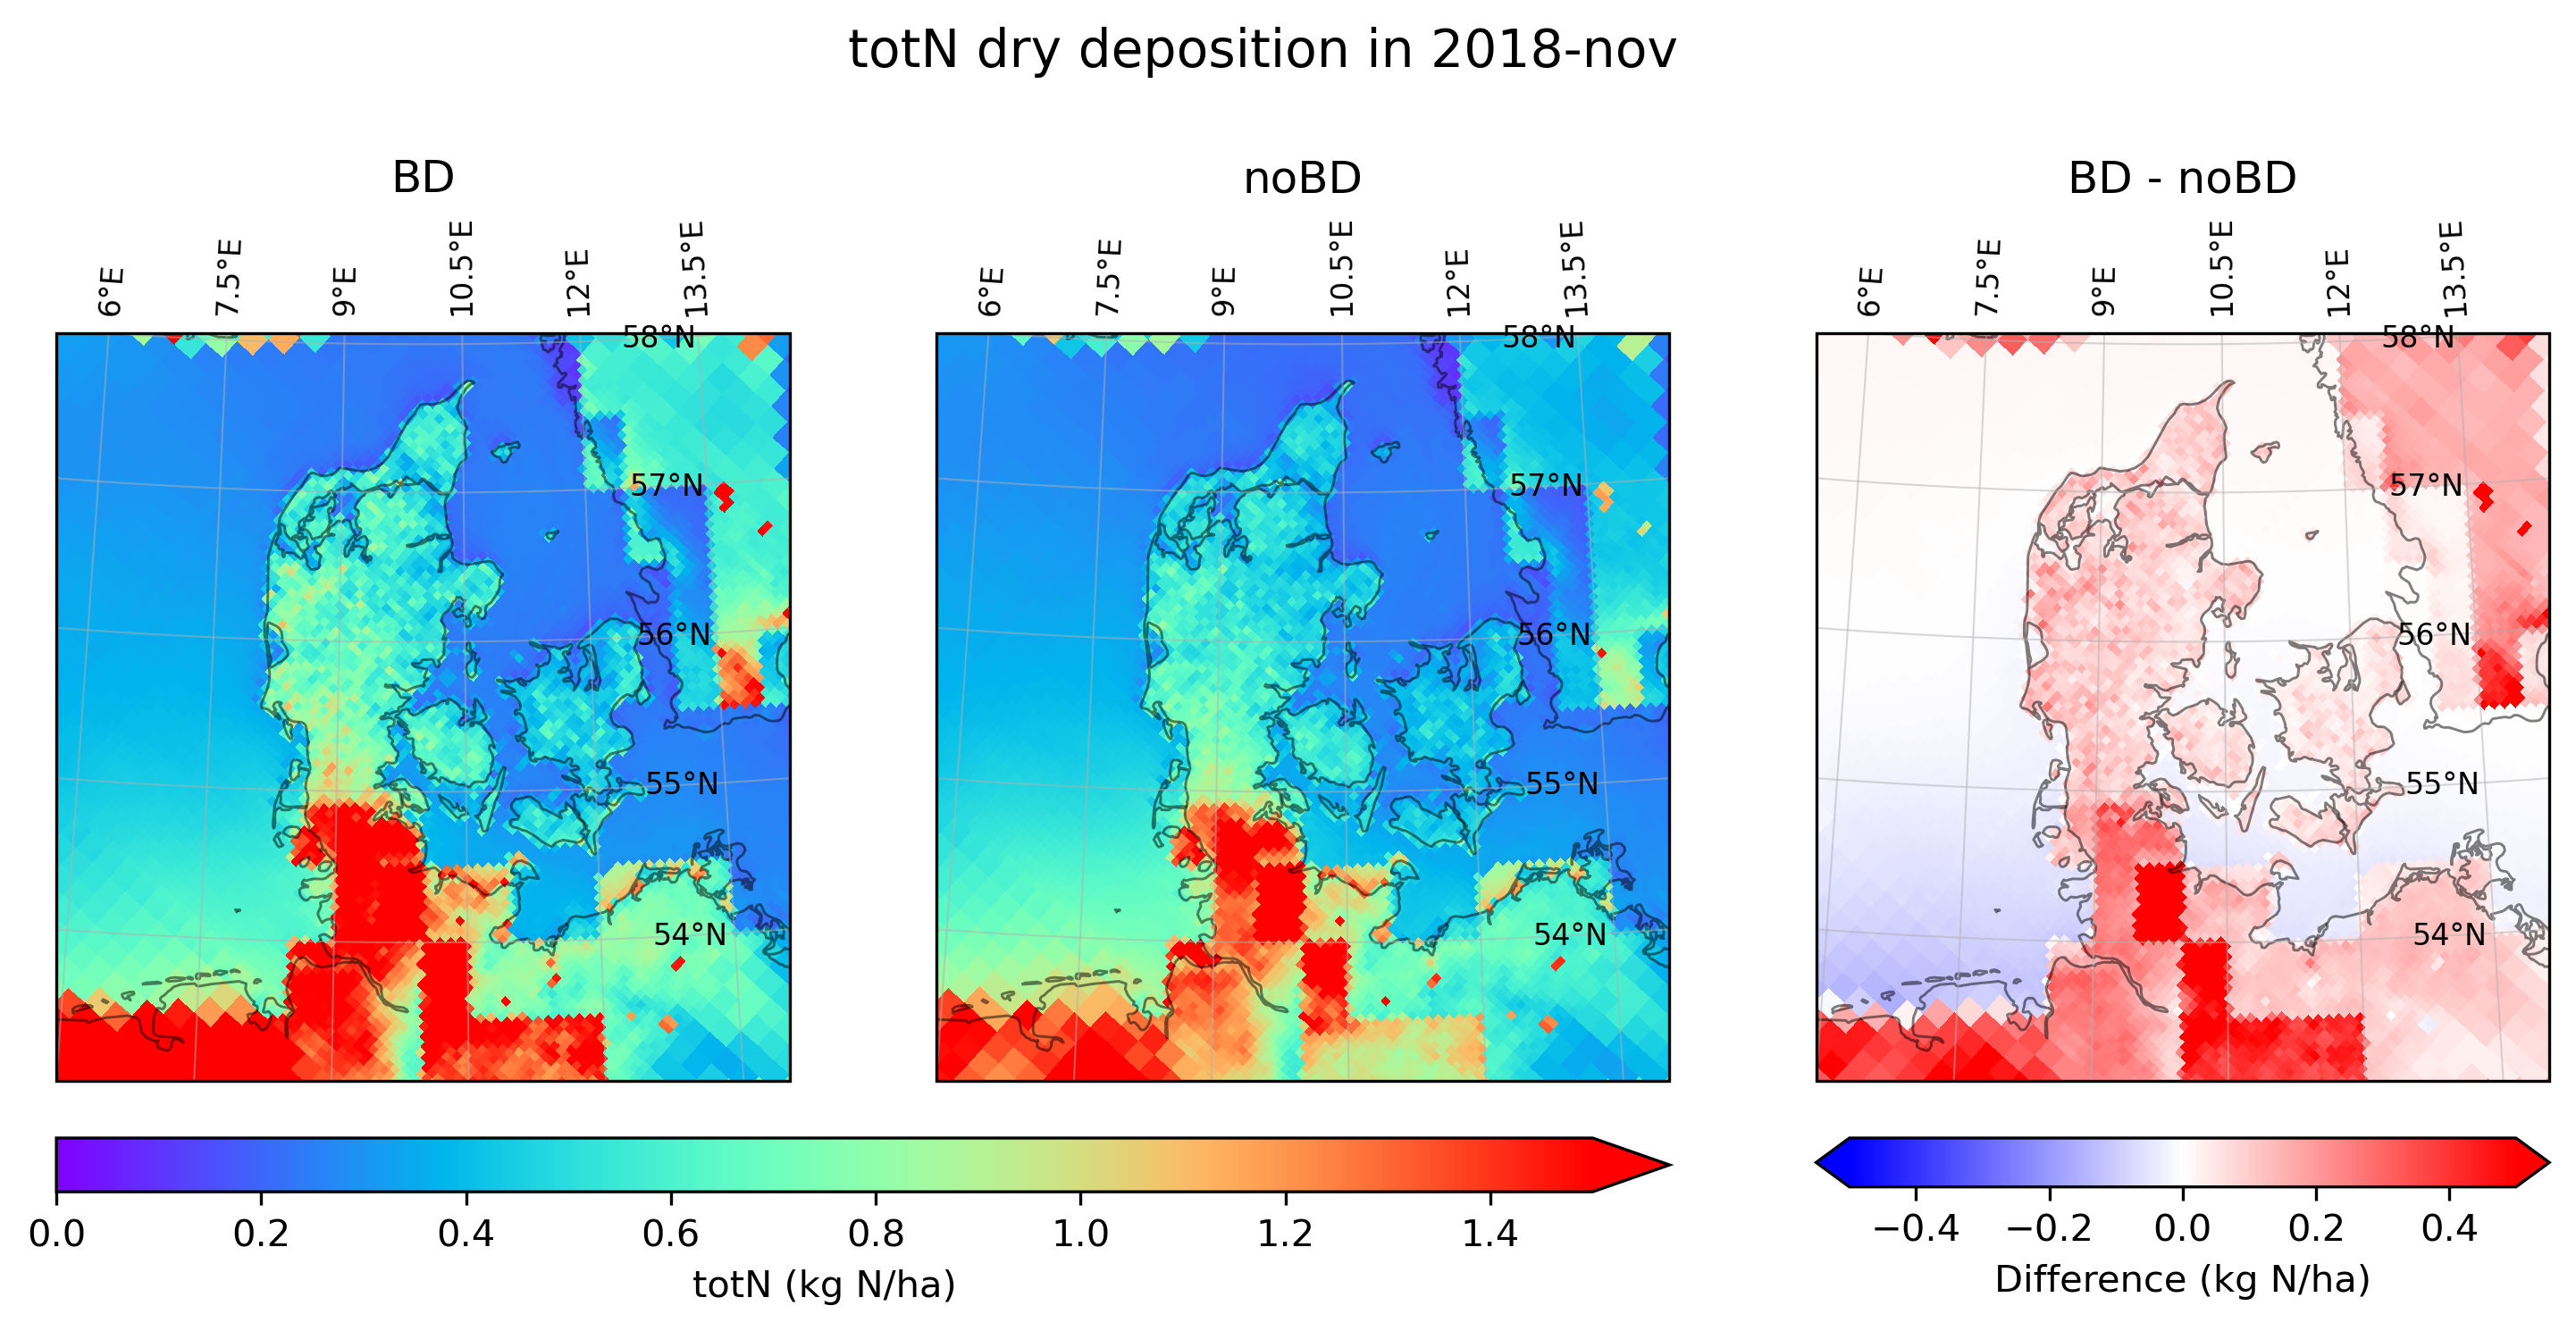 totN dry deposition in 2018-nov
BD
noBD
BD - noBD
6°E 7.5°E 9°E 10.5°E 12°E 13.5°E
6°E 7.5°E 9°E 10.5°E 12°E 13.5°E
6°E 7.5°E 9°E 10.5°E 12°E 13.5°E
58°N 58°N 58°N
57°N 57°N 57°N
56°N 56°N 56°N
55°N 55°N 55°N
54°N 54°N 54°N
0.0 0.2 0.4 0.6 0.8 1.0 1.2 1.4
totN (kg N/ha)
−0.4 −0.2 0.0 0.2 0.4
Difference (kg N/ha)